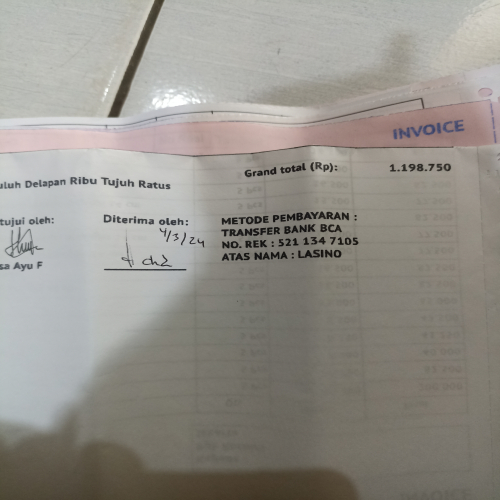 INVOICE
Grand total (Rp): 1.198.750
uluh Delapan Ribu Tujuh Ratus
tujui oleh:
Diterima oleh:
4/3/24
sa Ayu F
METODE PEMBAYARAN :
TRANSFER BANK BCA
NO. REK : 521 134 7105
ATAS NAMA : LASINO